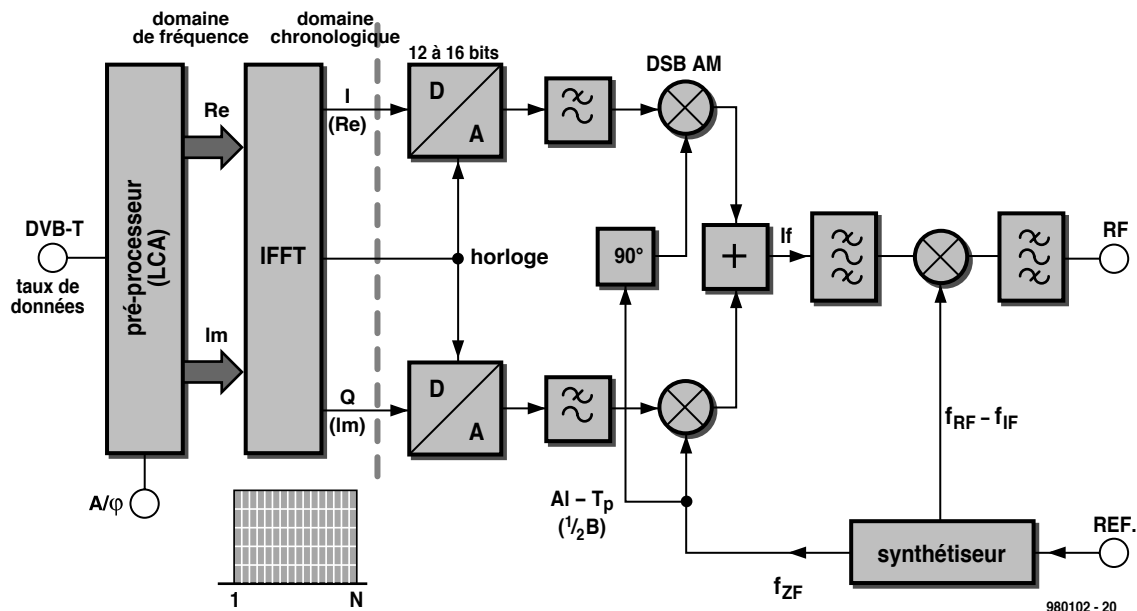 domaine
de fréquence
domaine
chronologique
12 à 16 bits
DSB AM
D
A
Re
I
(Re)
DVB-T
taux de
données
pré-processeur
(LCA)
IFFT
horloge
90°
+
If
RF
Im
Q
(Im)
D
A
fRF – fIF
A/φ
AI – Tp
(1/2B)
synthétiseur
REF.
fZF
1
N
980102 - 20